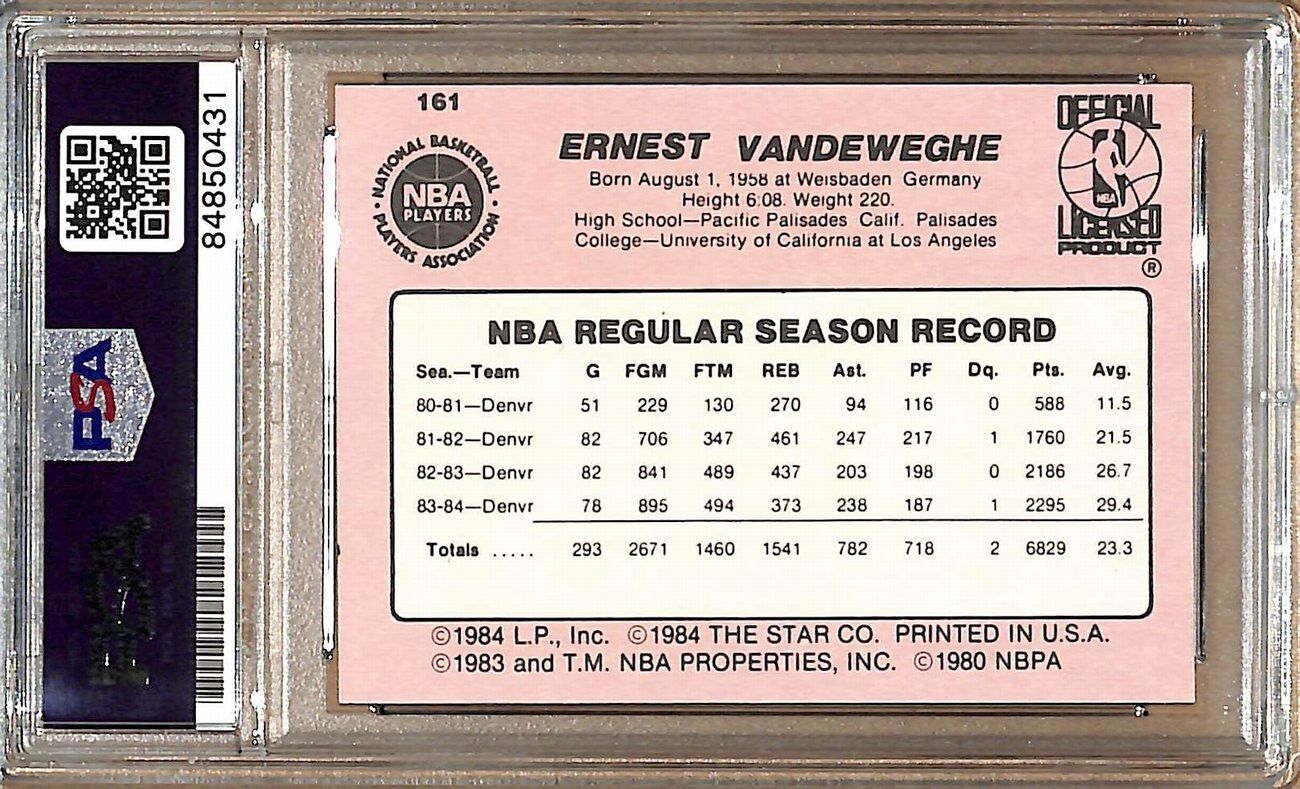 84850431
PSA
161
NATIONAL BASKETBALL
NBA
PLAYERS
PLAYERS ASSOCIATION
ERNEST VANDEWEGHE
Born August 1, 1958 at Weisbaden Germany
Height 6:08. Weight 220.
High School—Pacific Palisades Calif. Palisades
College—University of California at Los Angeles
OFFICIAL
NBA
LICENSED
PRODUCT
®
NBA REGULAR SEASON RECORD
Sea.—Team G FGM FTM REB Ast. PF Dq. Pts. Avg.
80-81—Denvr 51 229 130 270 94 116 0 588 11.5
81-82—Denvr 82 706 347 461 247 217 1 1760 21.5
82-83—Denvr 82 841 489 437 203 198 0 2186 26.7
83-84—Denvr 78 895 494 373 238 187 1 2295 29.4
Totals ..... 293 2671 1460 1541 782 718 2 6829 23.3
©1984 L.P., Inc. ©1984 THE STAR CO. PRINTED IN U.S.A.
©1983 and T.M. NBA PROPERTIES, INC. ©1980 NBPA